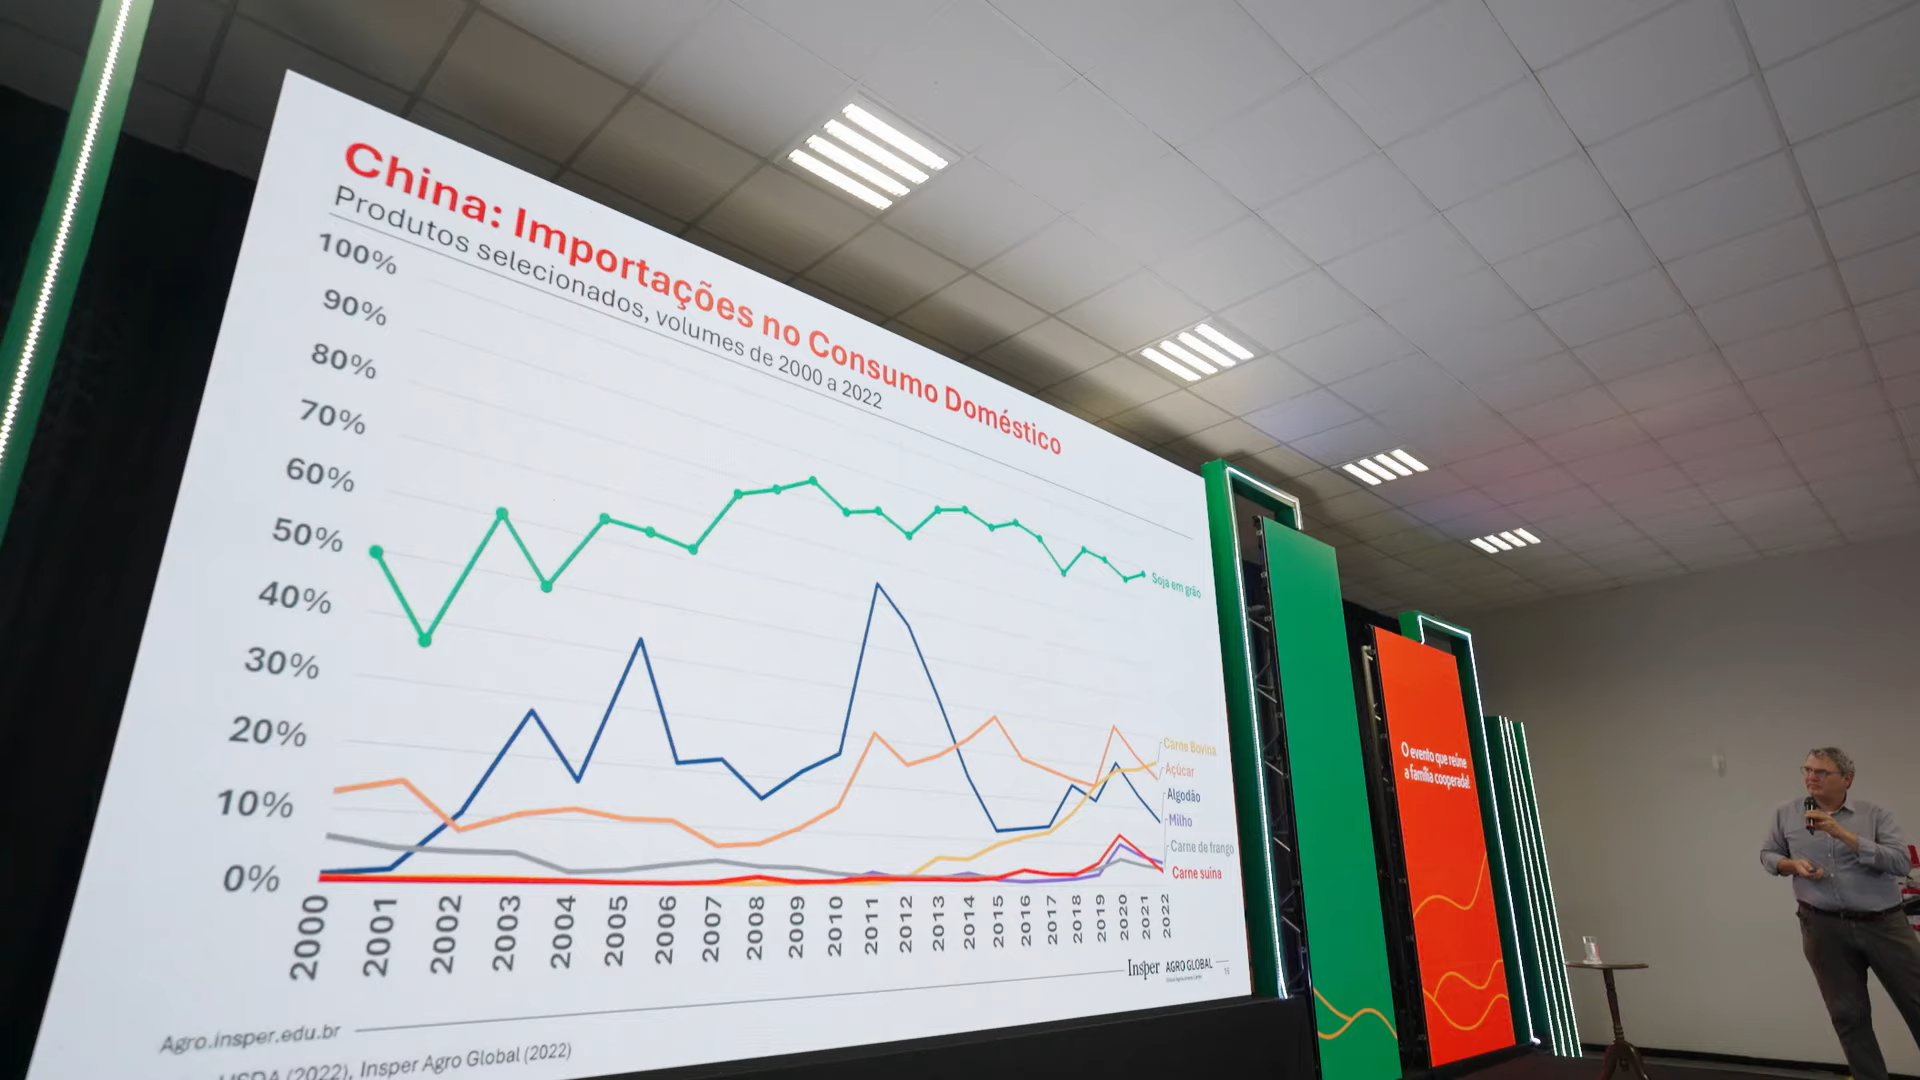 China: Importações no Consumo Doméstico
Produtos selecionados, volumes de 2000 a 2022
100%
90%
80%
70%
60%
50%
40%
30%
20%
10%
0%
Soja em grão
Carne Bovina
Açúcar
Algodão
Milho
Carne de frango
Carne suína
2000
2001
2002
2003
2004
2005
2006
2007
2008
2009
2010
2011
2012
2013
2014
2015
2016
2017
2018
2019
2020
2021
2022
Insper AGRO GLOBAL
16
Agro.insper.edu.br
USDA (2022), Insper Agro Global (2022)
O evento que reúne
a família cooperada!